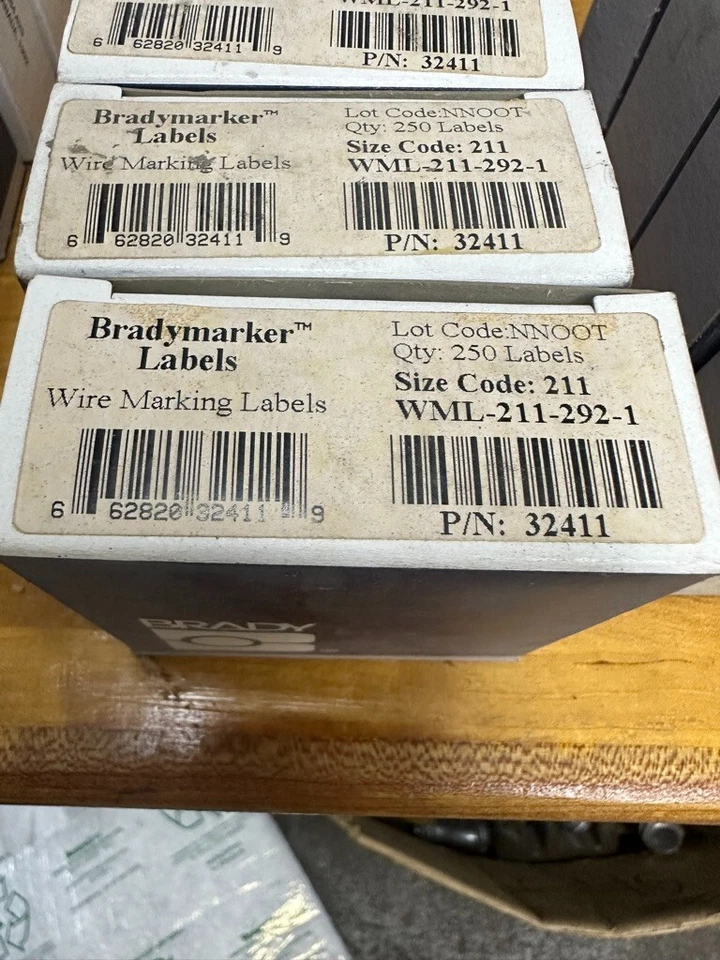 WML-211-292-1
6 62820 32411 9
P/N: 32411
Bradymarker™
Labels
Wire Marking Labels
6 62820 32411 9
Lot Code:NNOOT
Qty: 250 Labels
Size Code: 211
WML-211-292-1
P/N: 32411
Bradymarker™
Labels
Wire Marking Labels
6 62820 32411 9
Lot Code:NNOOT
Qty: 250 Labels
Size Code: 211
WML-211-292-1
P/N: 32411
BRADY